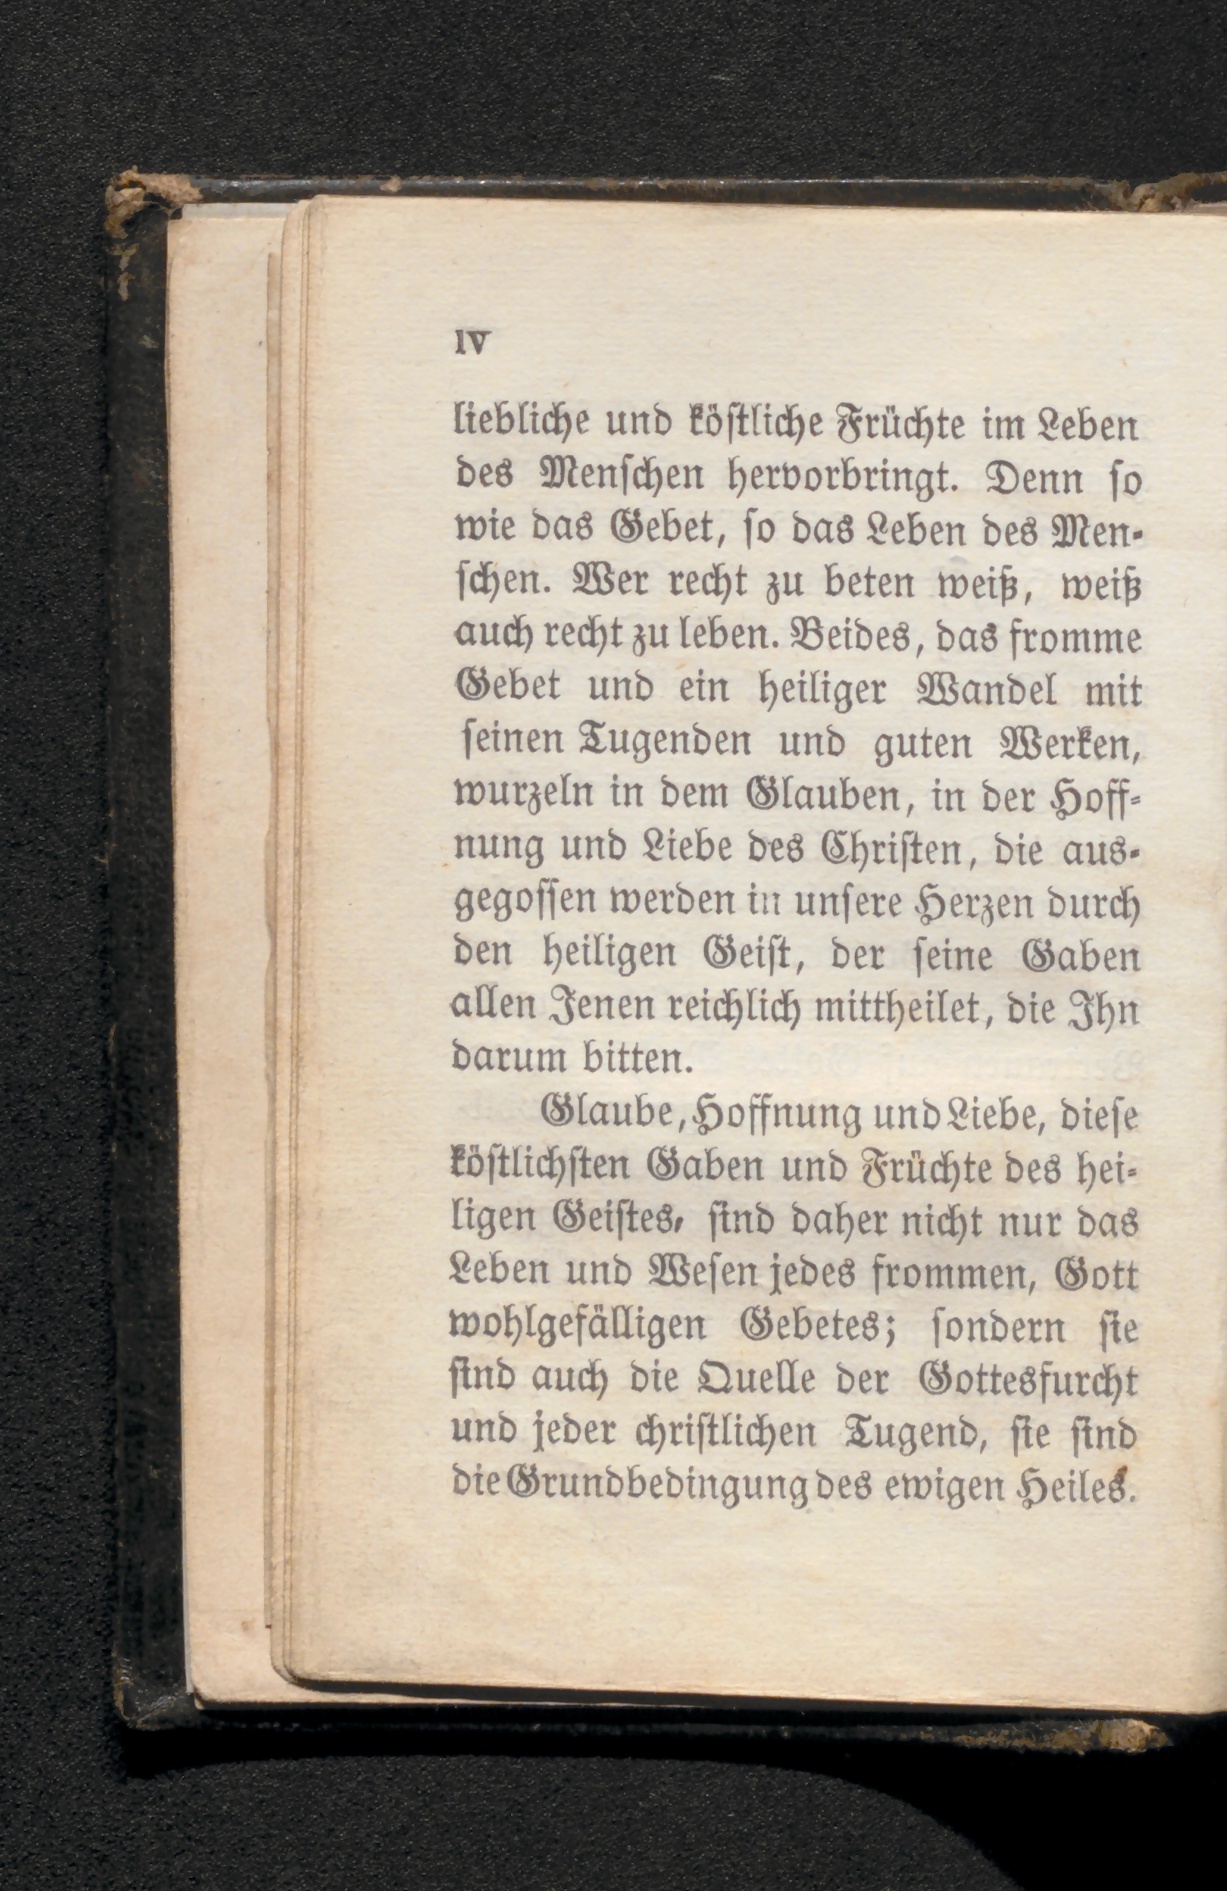 IV
liebliche und köſtliche Früchte im Leben
des Menſchen hervorbringt. Denn ſo
wie das Gebet, ſo das Leben des Men-
ſchen. Wer recht zu beten weiß, weiß
auch recht zu leben. Beides, das fromme
Gebet und ein heiliger Wandel mit
ſeinen Tugenden und guten Werken,
wurzeln in dem Glauben, in der Hoff-
nung und Liebe des Chriſten, die aus-
gegoſſen werden in unſere Herzen durch
den heiligen Geiſt, der ſeine Gaben
allen Jenen reichlich mittheilet, die Ihn
darum bitten.
Glaube, Hoffnung und Liebe, dieſe
köſtlichſten Gaben und Früchte des hei-
ligen Geiſtes, ſind daher nicht nur das
Leben und Weſen jedes frommen, Gott
wohlgefälligen Gebetes; ſondern ſie
ſind auch die Quelle der Gottesfurcht
und jeder chriſtlichen Tugend, ſie ſind
die Grundbedingung des ewigen Heiles.